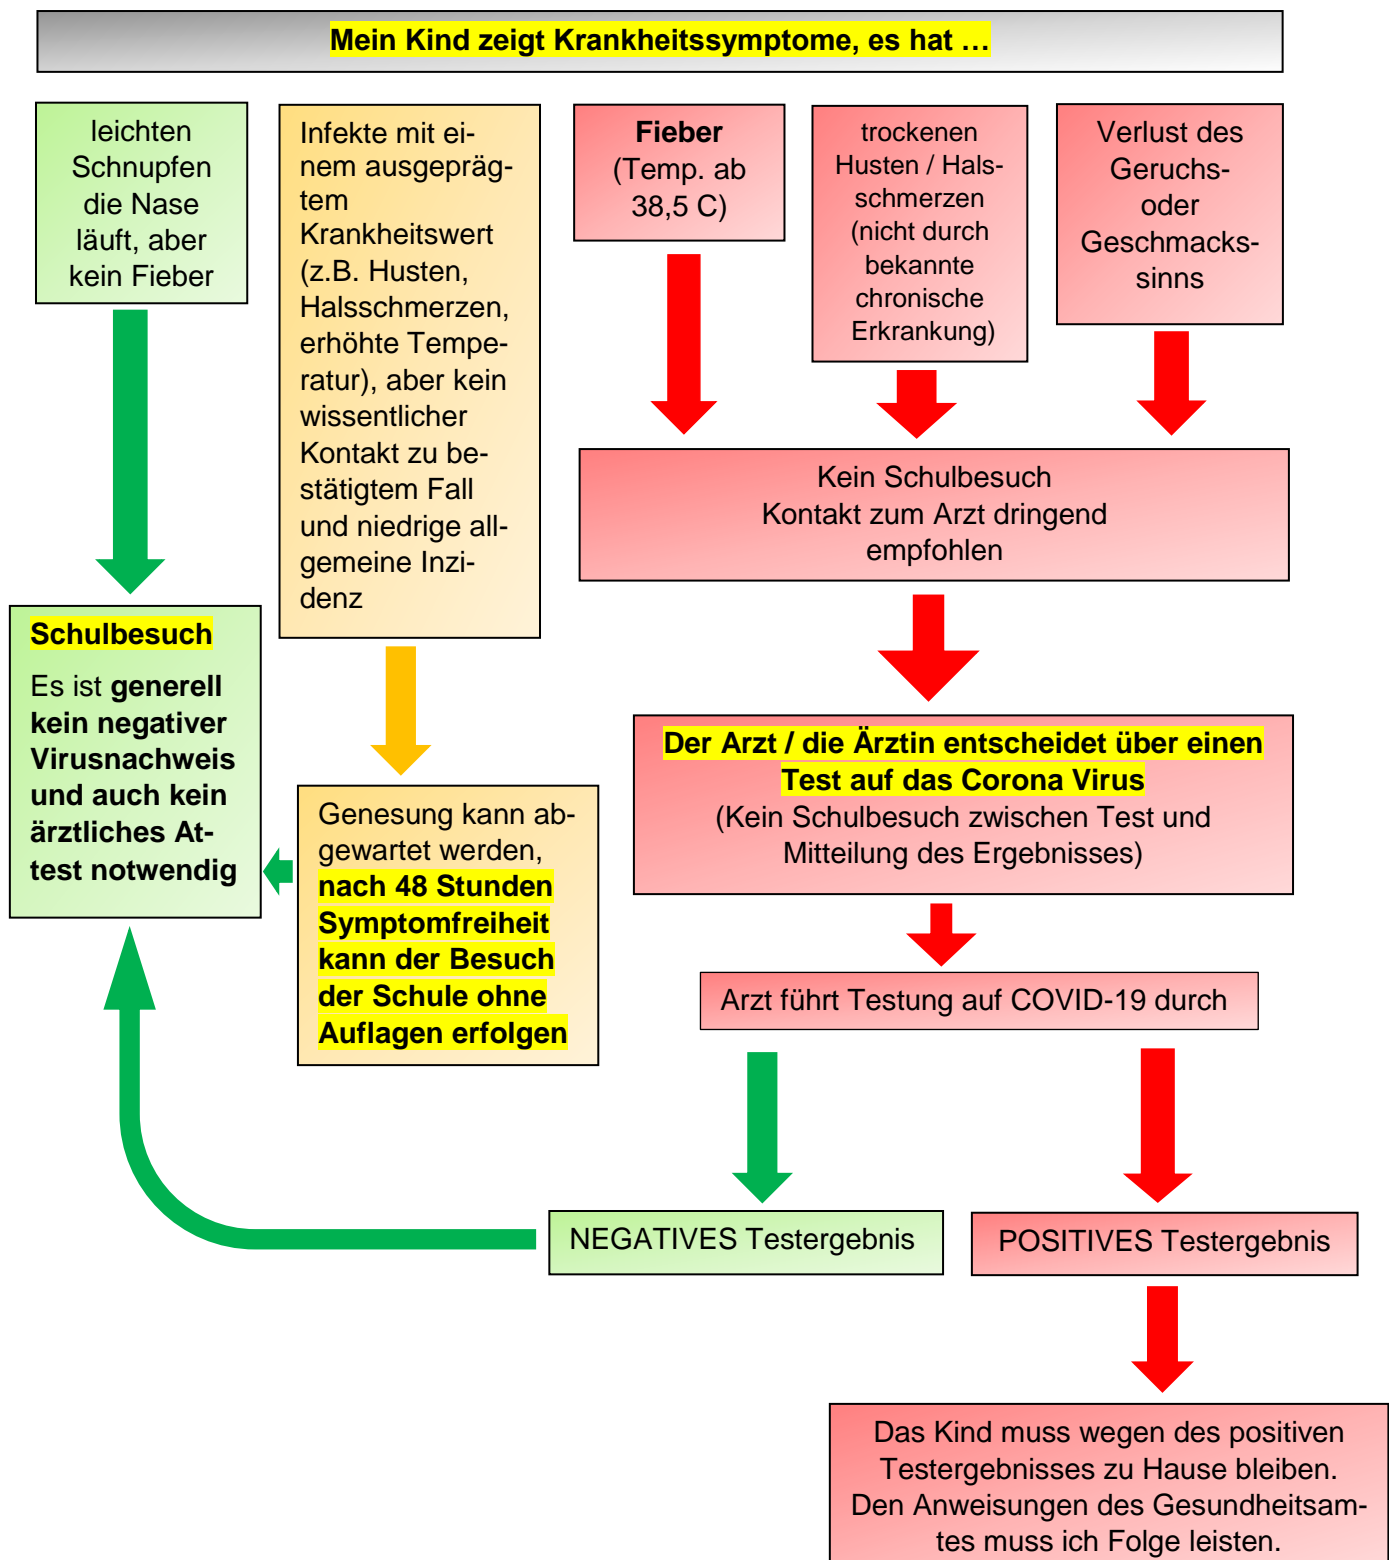 Mein Kind zeigt Krankheitssymptome, es hat …
leichten
Schnupfen
die Nase
läuft, aber
kein Fieber
Infekte mit ei-
nem ausgepräg-
tem
Krankheitswert
(z.B. Husten,
Halsschmerzen,
erhöhte Tempe-
ratur), aber kein
wissentlicher
Kontakt zu be-
stätigtem Fall
und niedrige all-
gemeine Inzi-
denz
Fieber
(Temp. ab
38,5 C)
trockenen
Husten / Hals-
schmerzen
(nicht durch
bekannte
chronische
Erkrankung)
Verlust des
Geruchs-
oder
Geschmacks-
sinns
Kein Schulbesuch
Kontakt zum Arzt dringend
empfohlen
Schulbesuch
Es ist generell
kein negativer
Virusnachweis
und auch kein
ärztliches At-
test notwendig
Genesung kann ab-
gewartet werden,
nach 48 Stunden
Symptomfreiheit
kann der Besuch
der Schule ohne
Auflagen erfolgen
Der Arzt / die Ärztin entscheidet über einen
Test auf das Corona Virus
(Kein Schulbesuch zwischen Test und
Mitteilung des Ergebnisses)
Arzt führt Testung auf COVID-19 durch
NEGATIVES Testergebnis
POSITIVES Testergebnis
Das Kind muss wegen des positiven
Testergebnisses zu Hause bleiben.
Den Anweisungen des Gesundheitsam-
tes muss ich Folge leisten.